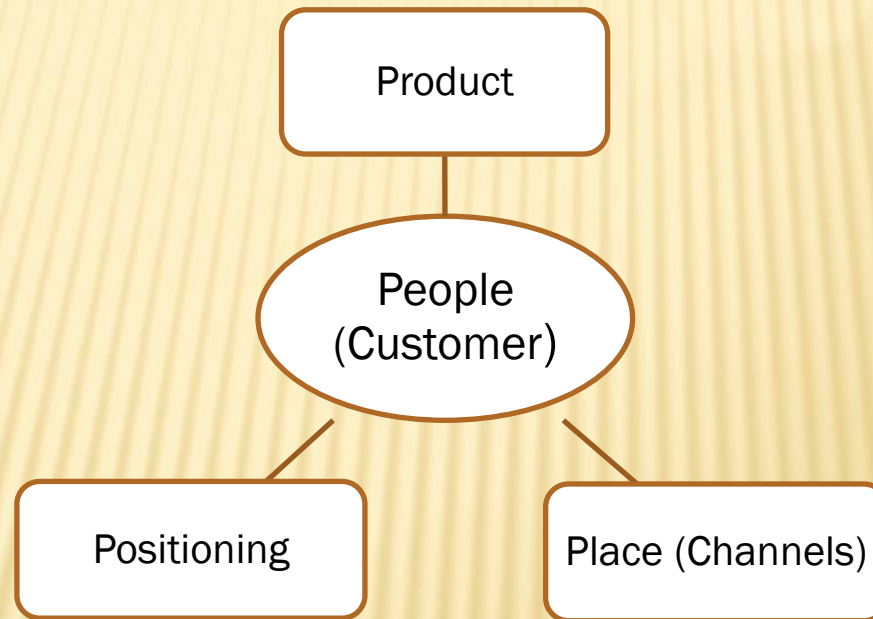 Product
People
(Customer)
Positioning
Place (Channels)